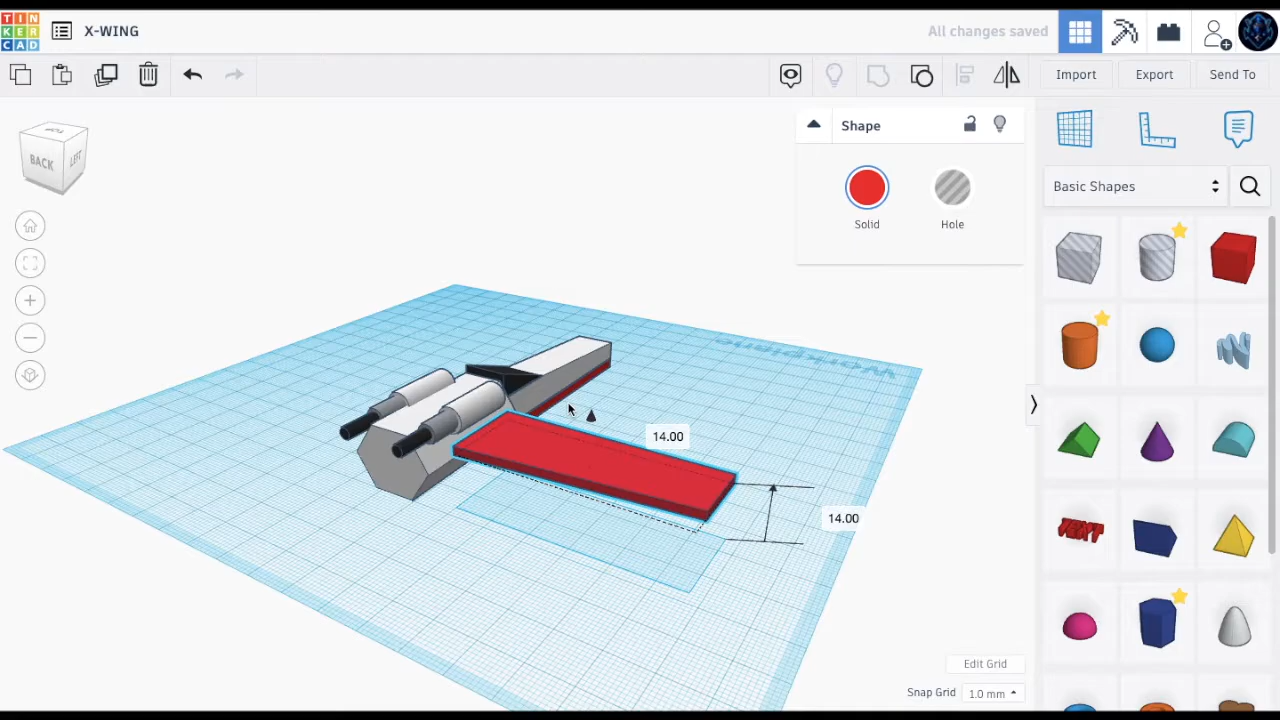 TIN
KER
CAD
X-WING
All changes saved
Import
Export
Send To
BACK
LEFT
Shape
Solid
Hole
Basic Shapes
Workplane
14.00
14.00
TEXT
Edit Grid
Snap Grid
1.0 mm